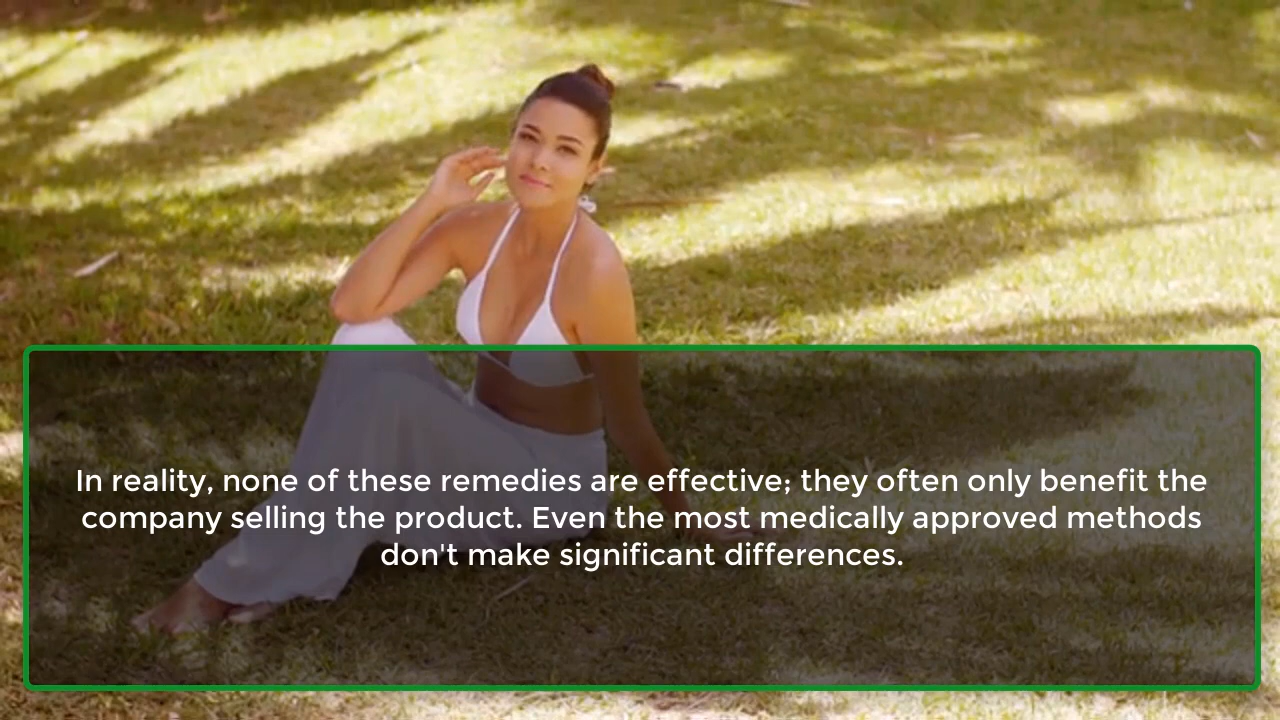 In reality, none of these remedies are effective; they often only benefit the
company selling the product. Even the most medically approved methods
don't make significant differences.